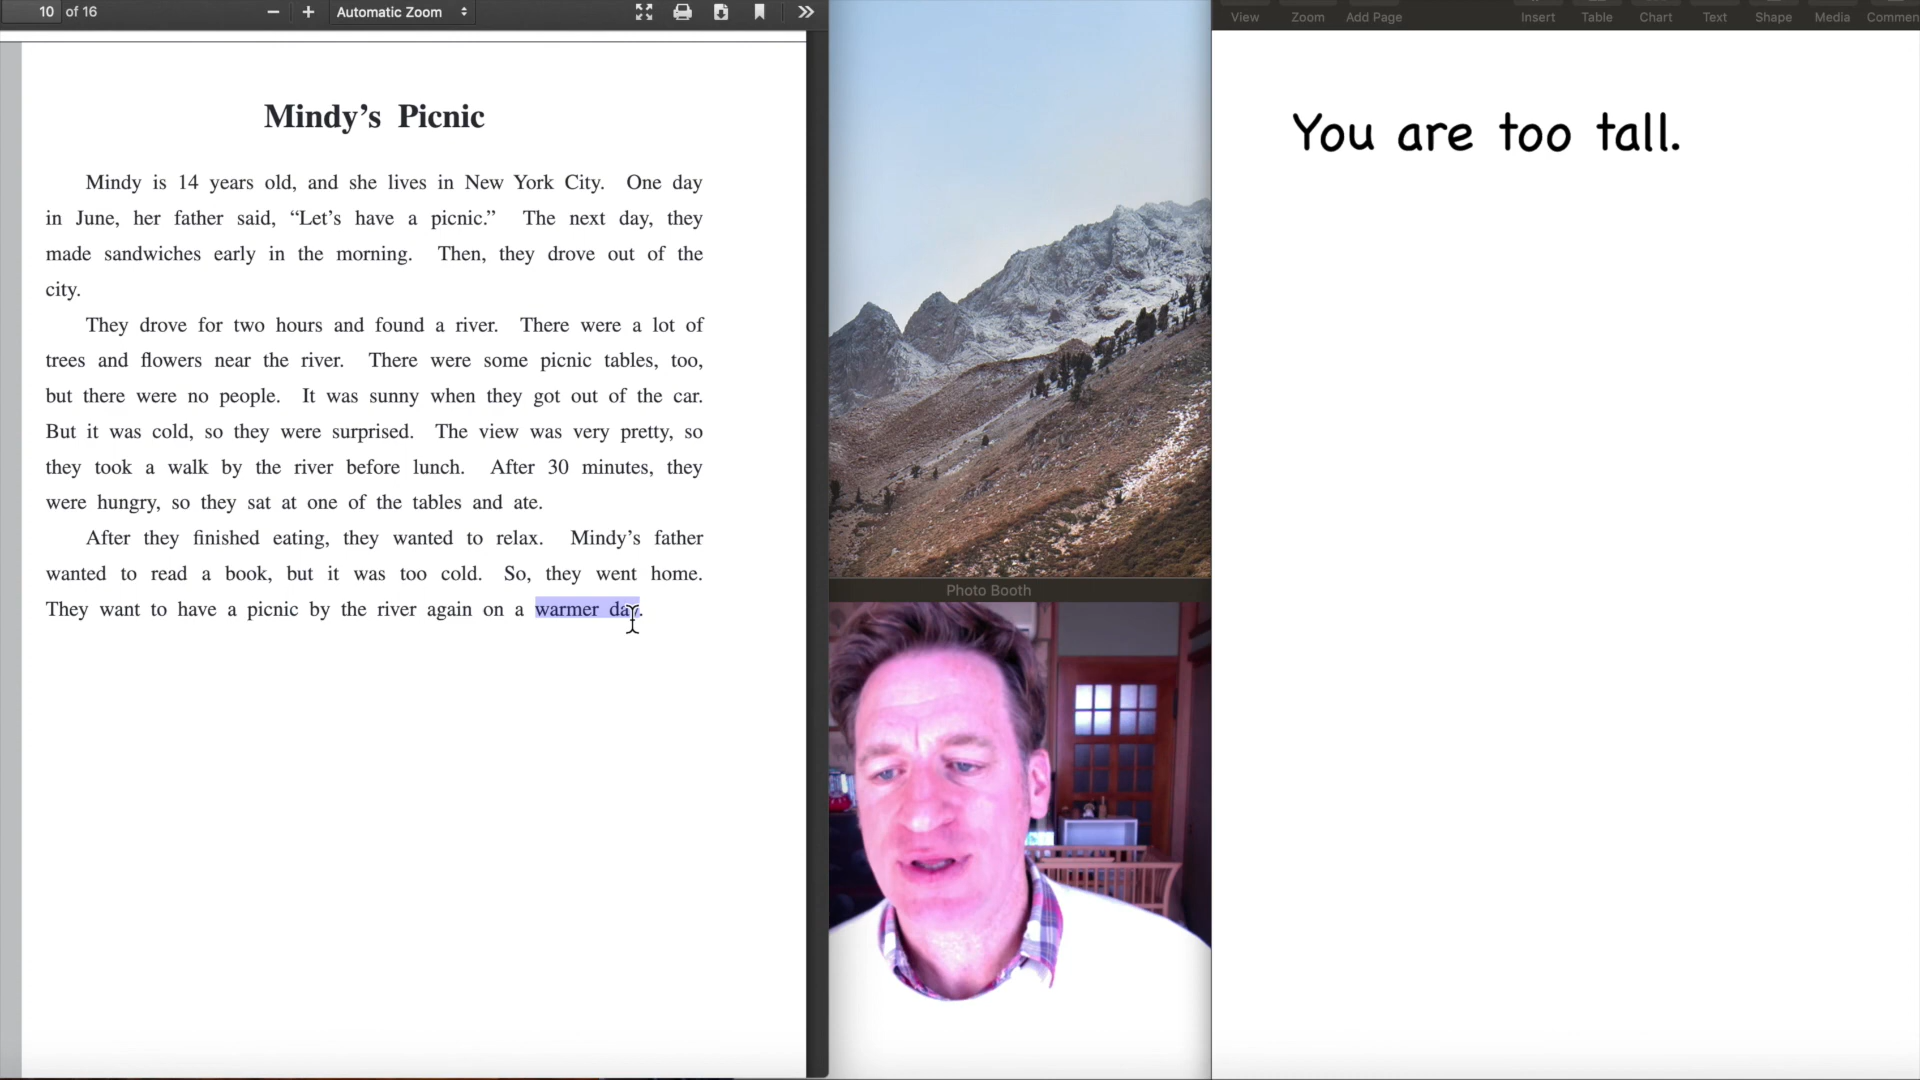 10 of 16
Automatic Zoom
View Zoom Add Page Insert Table Chart Text Shape Media Commen
Mindy's Picnic
Mindy is 14 years old, and she lives in New York City. One day
in June, her father said, “Let's have a picnic.” The next day, they
made sandwiches early in the morning. Then, they drove out of the
city.
They drove for two hours and found a river. There were a lot of
trees and flowers near the river. There were some picnic tables, too,
but there were no people. It was sunny when they got out of the car.
But it was cold, so they were surprised. The view was very pretty, so
they took a walk by the river before lunch. After 30 minutes, they
were hungry, so they sat at one of the tables and ate.
After they finished eating, they wanted to relax. Mindy's father
wanted to read a book, but it was too cold. So, they went home.
They want to have a picnic by the river again on a warmer day.
Photo Booth
You are too tall.